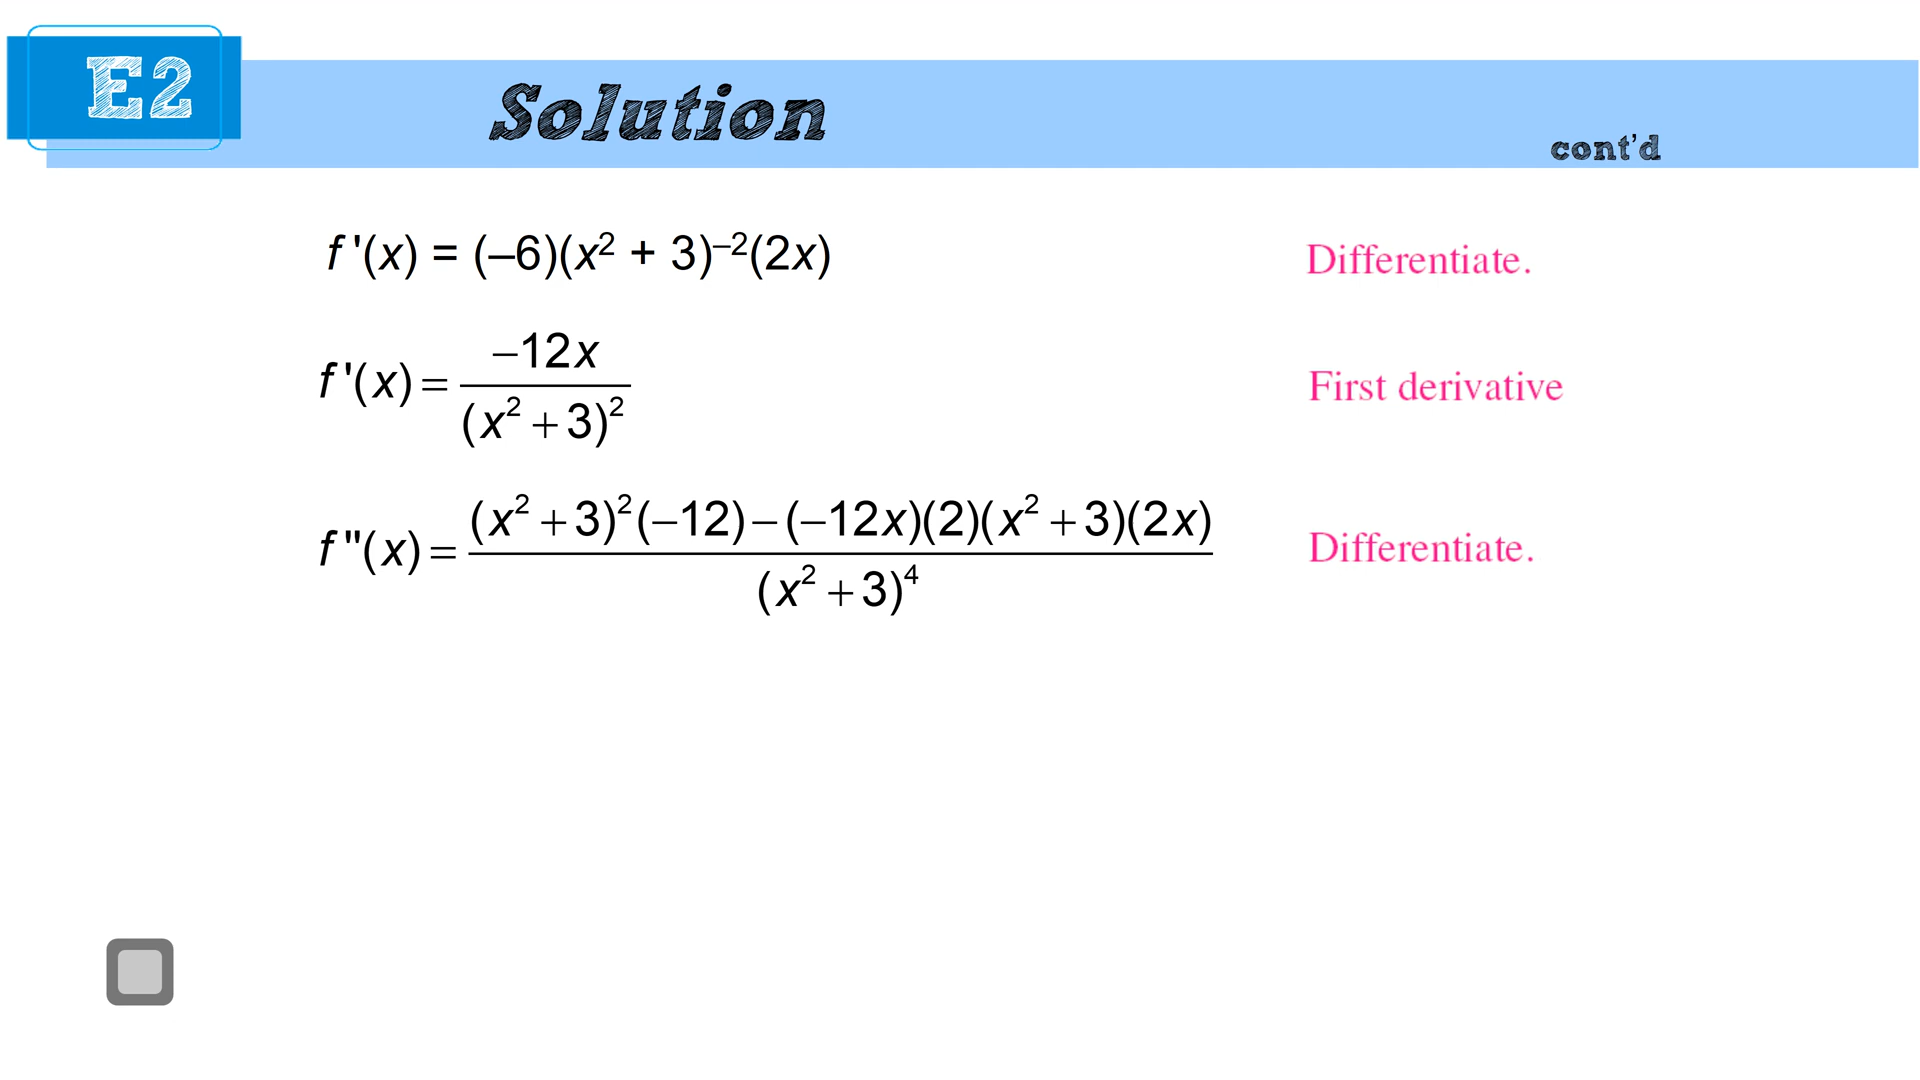 E2
Solution
cont'd
f '(x) = (–6)(x² + 3)⁻²(2x) Differentiate.
f '(x) = –12x / (x² + 3)² First derivative
f "(x) = (x² + 3)²(–12) – (–12x)(2)(x² + 3)(2x) / (x² + 3)⁴ Differentiate.